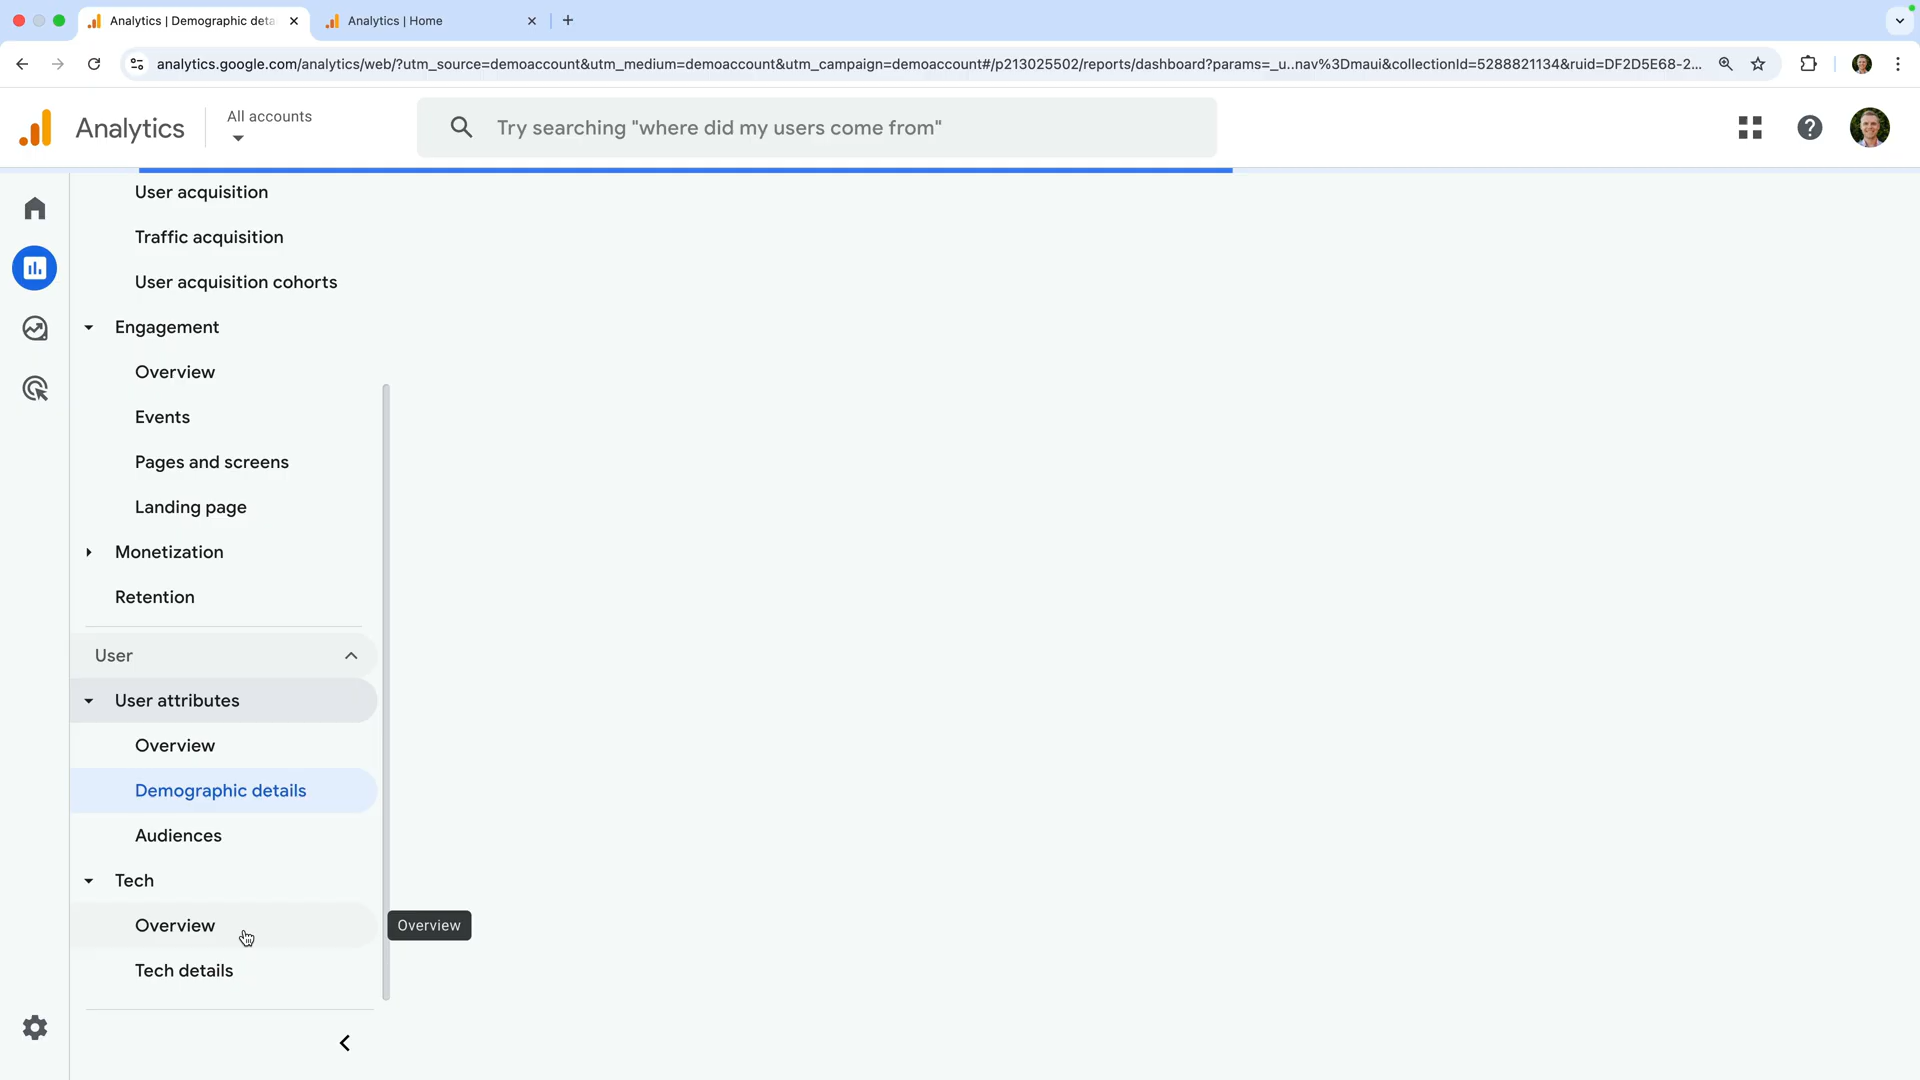 Analytics | Demographic deta
Analytics | Home
analytics.google.com/analytics/web/?utm_source=demoaccount&utm_medium=demoaccount&utm_campaign=demoaccount#/p213025502/reports/dashboard?params=_u..nav%3Dmaui&collectionId=5288821134&ruid=DF2D5E68-2...
Analytics
All accounts
Try searching "where did my users come from"
User acquisition
Traffic acquisition
User acquisition cohorts
Engagement
Overview
Events
Pages and screens
Landing page
Monetization
Retention
User
User attributes
Overview
Demographic details
Audiences
Tech
Overview
Overview
Tech details